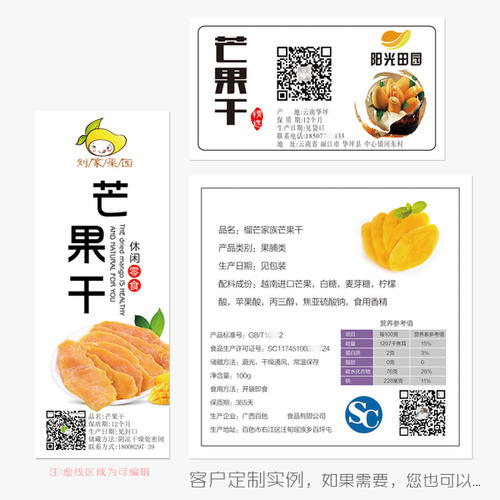 芒果干
精选
阳光田园
产　地:云南华坪
保 质 期:12个月
生产日期:见袋口
联系电话:18507 433
地　址:云南省 丽江市 华坪县 中心镇河东村
刘家果园
芒果干
THE dried mango IS HEALTHY
AND NATURAL FOR YOU
休闲零食
品名:芒果干
保质期:12个月
生产日期:见封口
储藏方法:阴凉干燥处密闭
联系方式:18008297 39
注:虚线区域为可编辑
品名: 榴芒家族芒果干
产品类别: 果脯类
生产日期: 见包装
配料成份: 越南进口芒果, 白糖, 麦芽糖, 柠檬
酸, 苹果酸, 丙三醇, 焦亚硫酸钠, 食用香精
产品标准号: GB/T1 2
食品生产许可证号: SC11745100 24
储藏方法: 避光、干燥通风, 常温保存
净含量: 100g
食用方法: 开袋即食
保质期: 365天
生产企业: 广西百色 食品有限公司
生产地址: 百色市右江区汪甸瑶族乡百坪屯
营养参考值
项目 每100克 营养素参考值
能量 1297千焦耳 15%
蛋白质 2克 3%
脂肪 0克 0%
碳水化合物 76克 26%
钠 228毫克 11%
SC
客户定制实例，如果需要，您也可以...